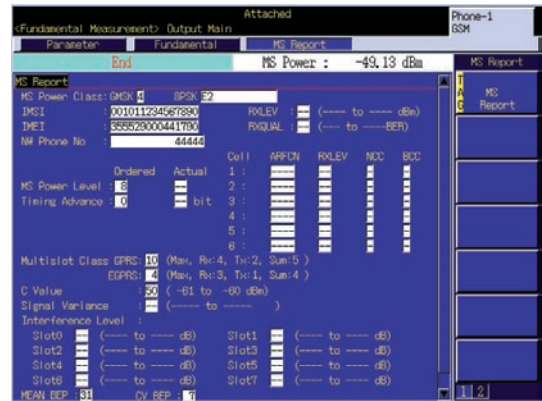 Attached
Phone-1
<Fundamental Measurement> Output Main
GSM
Parameter Fundamental MS Report
End MS Power : -49.13 dBm MS Report
MS Report
TAG MS Report
MS Power Class: GMSK 4 8PSK E2
IMSI : 001011234567890 RXLEV : -- (---- to ---- dBm)
IMEI : 355529000441790 RXQUAL : -- (---- to ----BER)
NW Phone No : 44444
Cell ARFCN RXLEV NCC BCC
Ordered Actual 1 : ---- --- - -
MS Power Level : 8 -- 2 : ---- --- - -
Timing Advance : 0 -- bit 3 : ---- --- - -
4 : ---- --- - -
5 : ---- --- - -
6 : ---- --- - -
Multislot Class GPRS: 10 (Max, Rx:4, Tx:2, Sum:5 )
EGPRS: 4 (Max, Rx:3, Tx:1, Sum:4 )
C Value : 50 ( -61 to -60 dBm)
Signal Variance : -- (----- to ----- )
Interference Level :
Slot0 -- (---- to ---- dB) Slot1 -- (---- to ---- dB)
Slot2 -- (---- to ---- dB) Slot3 -- (---- to ---- dB)
Slot4 -- (---- to ---- dB) Slot5 -- (---- to ---- dB)
Slot6 -- (---- to ---- dB) Slot7 -- (---- to ---- dB)
MEAN BEP : 31 CV BEP : 7
1 2